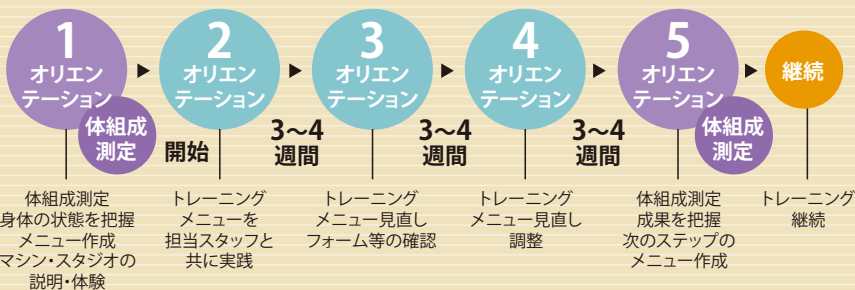 1
オリエン
テーション
体組成
測定
2
オリエン
テーション
開始
3〜4
週間
3
オリエン
テーション
3〜4
週間
4
オリエン
テーション
3〜4
週間
5
オリエン
テーション
体組成
測定
継続
体組成測定
身体の状態を把握
メニュー作成
マシン・スタジオの
説明・体験
トレーニング
メニューを
担当スタッフと
共に実践
トレーニング
メニュー見直し
フォーム等の確認
トレーニング
メニュー見直し
調整
体組成測定
成果を把握
次のステップの
メニュー作成
トレーニング
継続